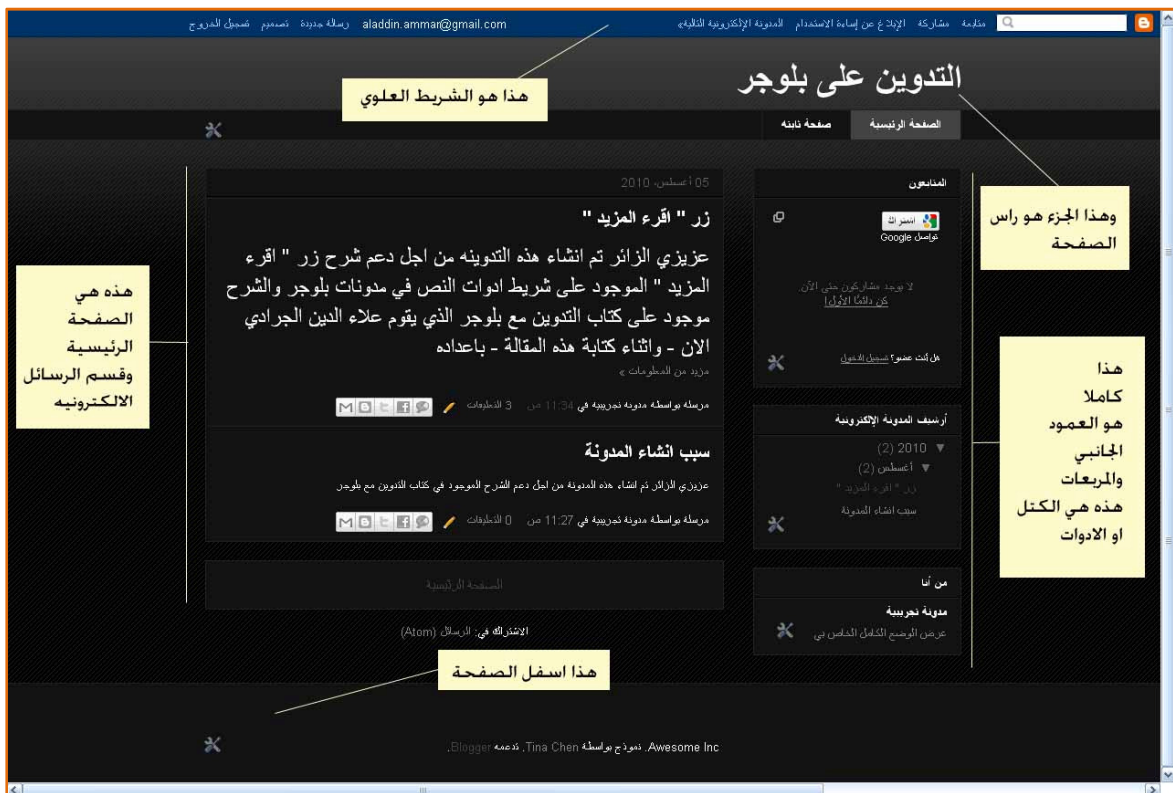 متابعة مشاركة الإبلاغ عن إساءة الاستخدام المدونة الإلكترونية التالية» aladdin.ammar@gmail.com رسالة جديدة تصميم تسجيل الخروج
التدوين على بلوجر
هذا هو الشريط العلوي
الصفحة الرئيسية صفحة ثابته
وهذا الجزء هو راس
الصفحة
المتابعون
اشتراك
تواصل Google
لا يوجد مشاركون حتى الآن.
كن دائمًا الأول!
هل أنت عضو؟ تسجيل الدخول
أرشيف المدونة الإلكترونية
▼ 2010 (2)
▼ أغسطس (2)
زر " اقرء المزيد "
سبب انشاء المدونة
من أنا
مدونة تجريبية
عرض الوضع الكامل الخاص بي
هذا
كاملا
هو العمود
الجانبي
والمربعات
هذه هي الكتل
او الادوات
05 أغسطس، 2010
زر " اقرء المزيد "
عزيزي الزائر تم انشاء هذه التدوينه من اجل دعم شرح زر " اقرء
المزيد " الموجود على شريط ادوات النص في مدونات بلوجر والشرح
موجود على كتاب التدوين مع بلوجر الذي يقوم علاء الدين الجرادي
الان - واثناء كتابة هذه المقالة - باعداده
مزيد من المعلومات »
مرسلة بواسطة مدونة تجريبية في 11:34 ص 3 التعليقات
سبب انشاء المدونة
عزيزي الزائر تم انشاء هذه المدونة من اجل دعم الشرح الموجود في كتاب التدوين مع بلوجر
مرسلة بواسطة مدونة تجريبية في 11:27 ص 0 التعليقات
الصفحة الرئيسية
الاشتراك في: الرسائل (Atom)
هذه هي
الصفحة
الرئيسية
وقسم الرسائل
الالكترونيه
هذا اسفل الصفحة
Awesome Inc. نموذج بواسطة Tina Chen. تدعمه Blogger.